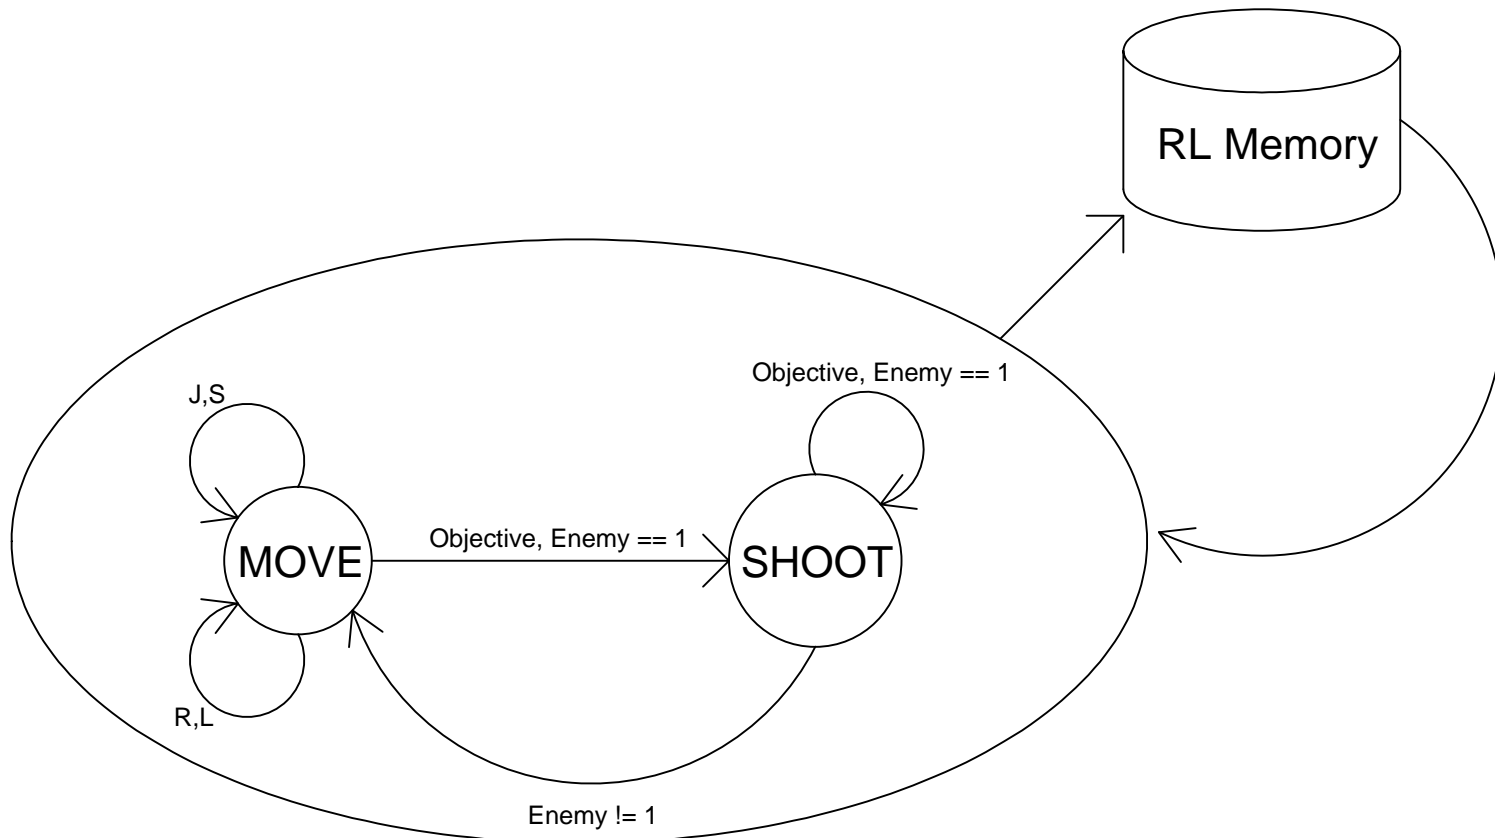 RL Memory
Objective, Enemy == 1
J,S
Objective, Enemy == 1
MOVE
SHOOT
R,L
Enemy != 1